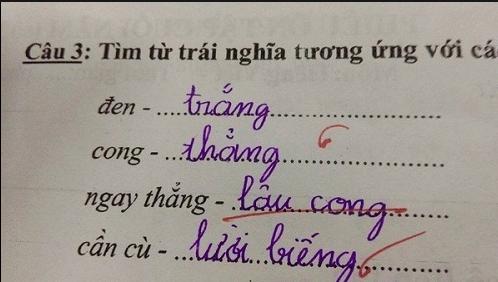 Câu 3: Tìm từ trái nghĩa tương ứng với cá
đen - .....trắng..............................
cong - ...thẳng..............................
ngay thẳng - .lâu cong..........
cần cù - ...lười biếng..............